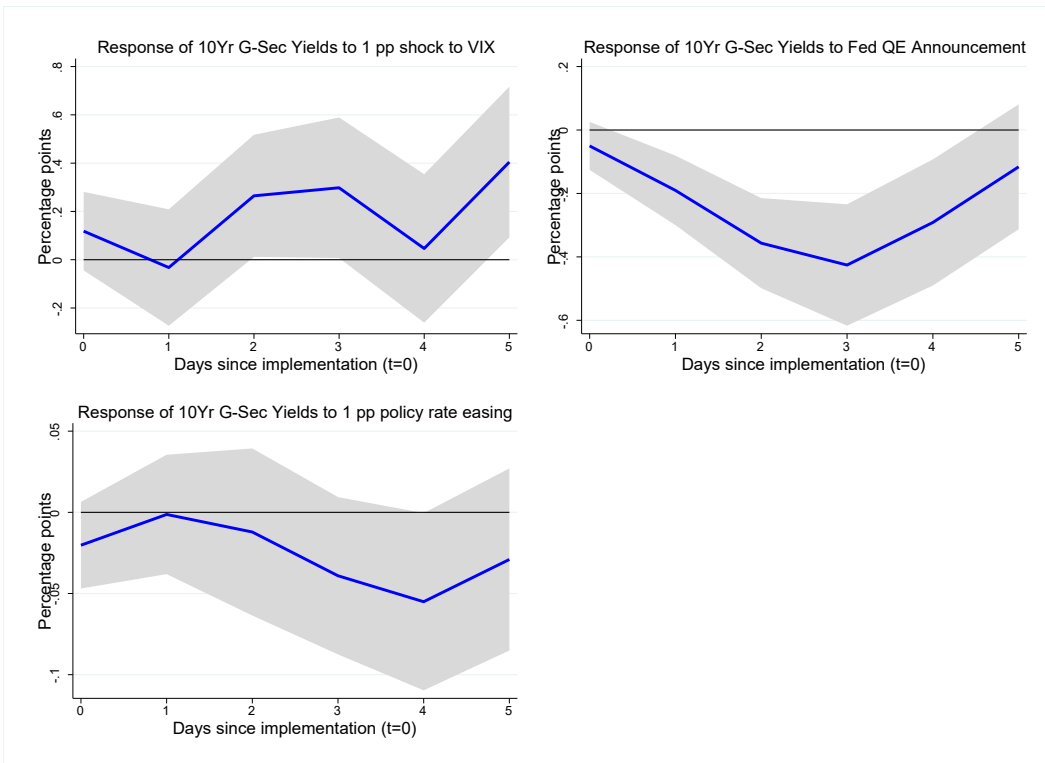 Response of 10Yr G-Sec Yields to 1 pp shock to VIX
Percentage points
.8
.6
.4
.2
0
-.2
0 1 2 3 4 5
Days since implementation (t=0)
Response of 10Yr G-Sec Yields to Fed QE Announcement
Percentage points
.2
0
-.2
-.4
-.6
0 1 2 3 4 5
Days since implementation (t=0)
Response of 10Yr G-Sec Yields to 1 pp policy rate easing
Percentage points
.05
0
-.05
-.1
0 1 2 3 4 5
Days since implementation (t=0)